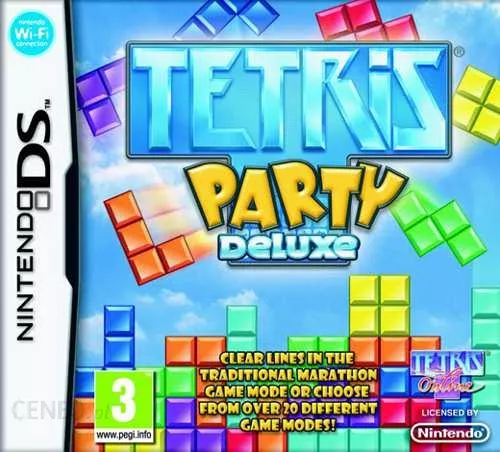 nintendo
Wi-Fi
connection
NINTENDO DS™
TETRIS®
PARTY
Deluxe
CLEAR LINES IN THE
TRADITIONAL MARATHON
GAME MODE OR CHOOSE
FROM OVER 20 DIFFERENT
GAME MODES!
3
www.pegi.info
TETRIS
Online
LICENSED BY
Nintendo